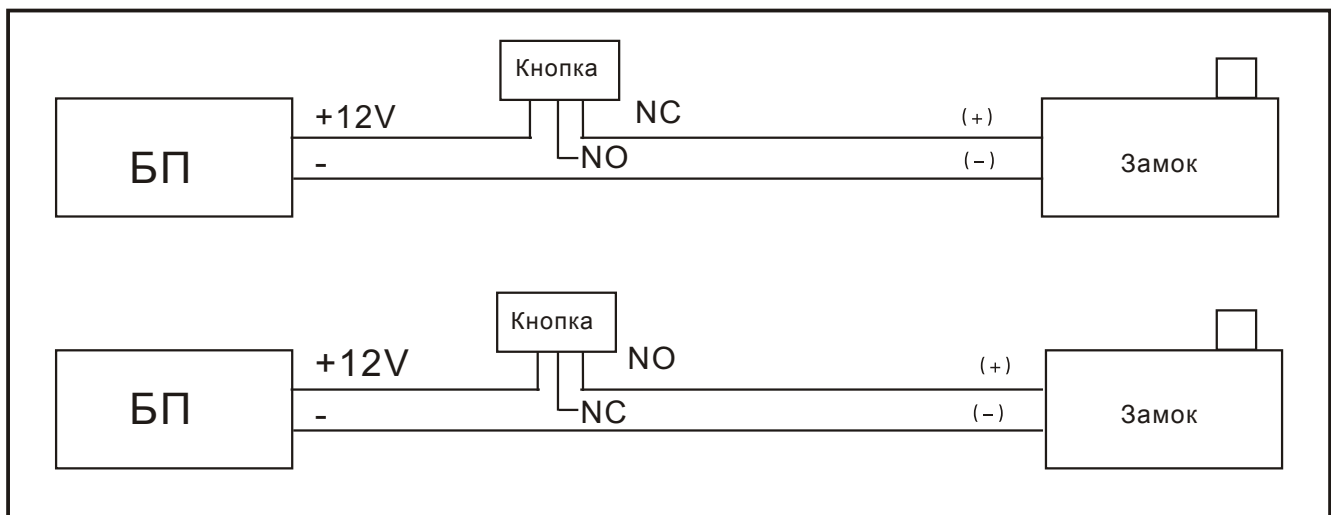 Кнопка
+12V
NC
(+)
БП
-
NO
(-)
Замок
Кнопка
+12V
NO
(+)
БП
-
NC
(-)
Замок